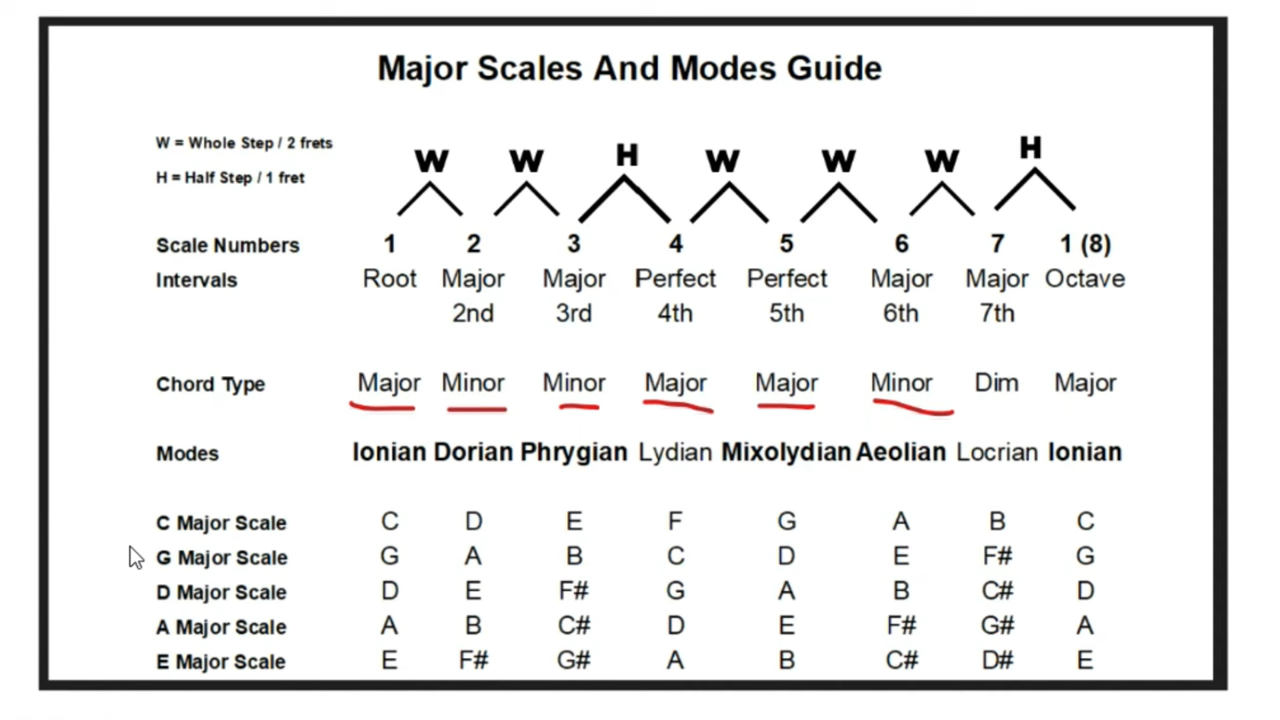 Major Scales And Modes Guide
W = Whole Step / 2 frets
H = Half Step / 1 fret
W W H W W W H
Scale Numbers 1 2 3 4 5 6 7 1 (8)
Intervals Root Major Major Perfect Perfect Major Major Octave
2nd 3rd 4th 5th 6th 7th
Chord Type Major Minor Minor Major Major Minor Dim Major
Modes Ionian Dorian Phrygian Lydian Mixolydian Aeolian Locrian Ionian
C Major Scale C D E F G A B C
G Major Scale G A B C D E F# G
D Major Scale D E F# G A B C# D
A Major Scale A B C# D E F# G# A
E Major Scale E F# G# A B C# D# E